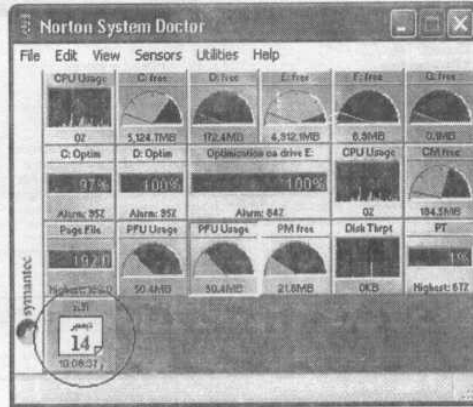 Norton System Doctor
File Edit View Sensors Utilities Help
CPU Usage C: free D: free E: free F: free free
0% 5,124.1MB 172.4MB 4,312.1MB 6.8MB 0.9MB
C: Optim D: Optim Optimization on drive E: CPU Usage CM free
97% 100% 100%
Alarm: 95% Alarm: 95% Alarm: 84% 0% 184.5MB
Page File PFU Usage PFU Usage PM free Disk Thrpt PT
1%
Highest: 50.4MB 50.4MB 21.6MB 0KB Highest: 67%
symantec
ديسمبر
14
10:08:37